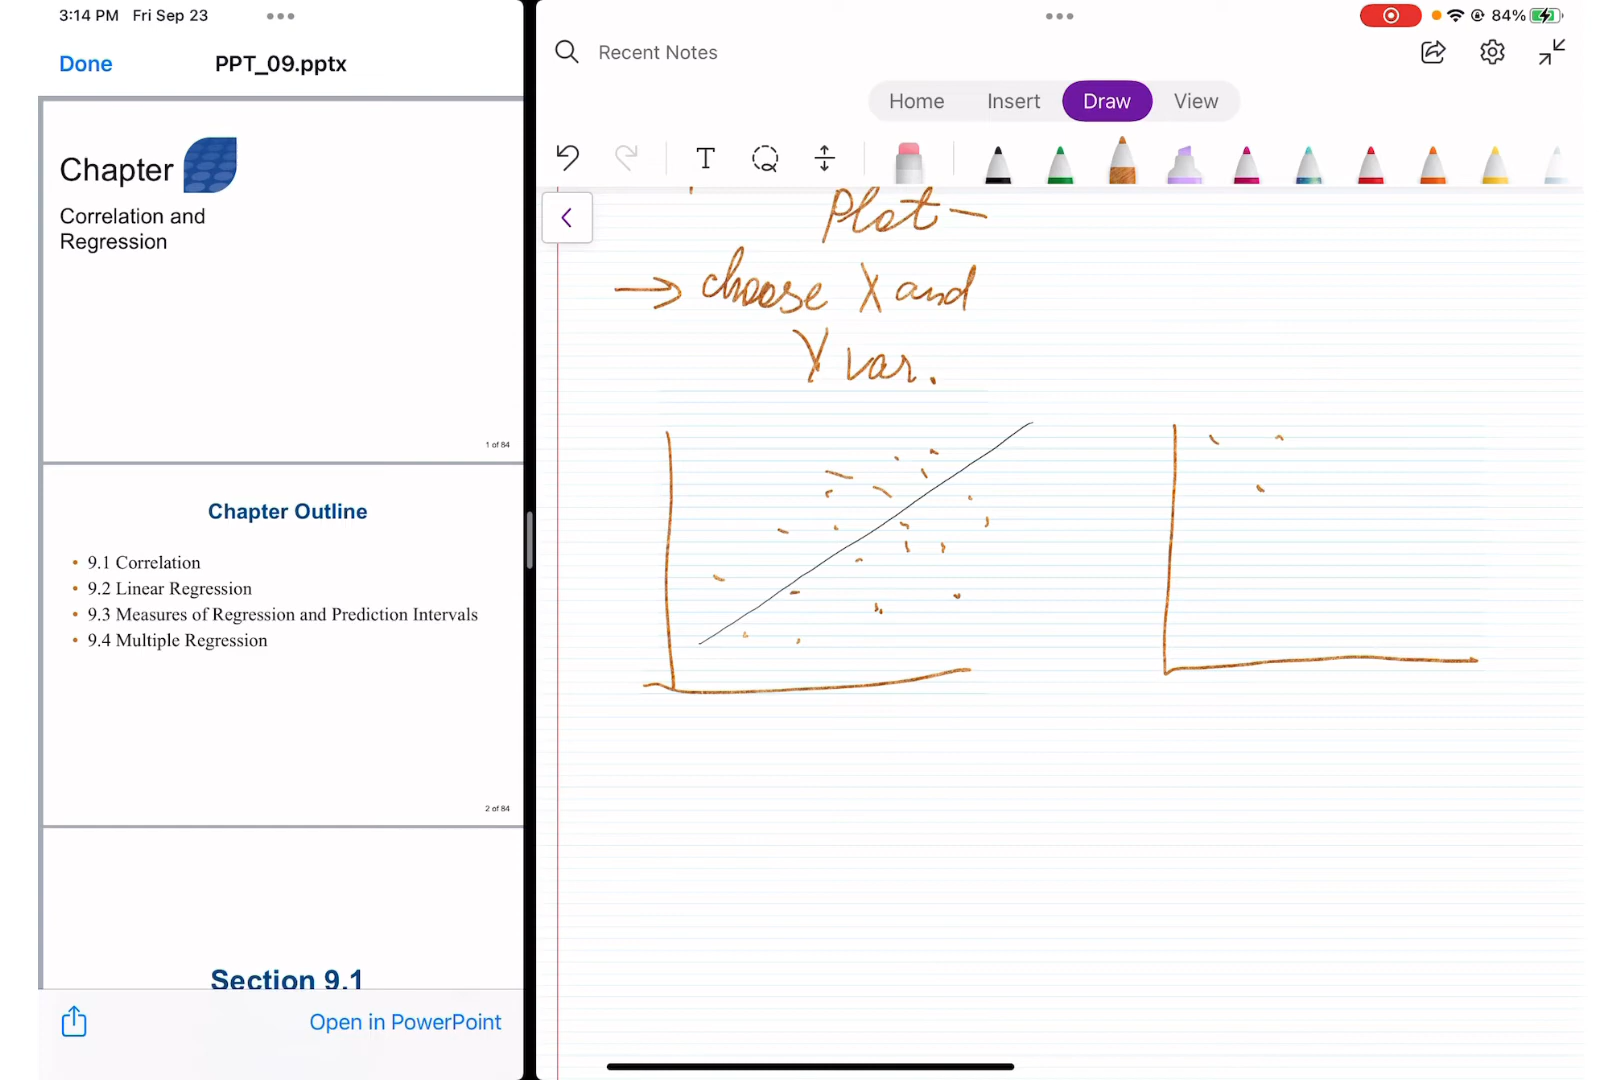 3:14 PM Fri Sep 23
84%
Done
PPT_09.pptx
Chapter
Correlation and
Regression
1 of 84
Chapter Outline
• 9.1 Correlation
• 9.2 Linear Regression
• 9.3 Measures of Regression and Prediction Intervals
• 9.4 Multiple Regression
2 of 84
Section 9.1
Open in PowerPoint
Recent Notes
Home Insert Draw View
T
Plot -
→ choose X and
Y var.